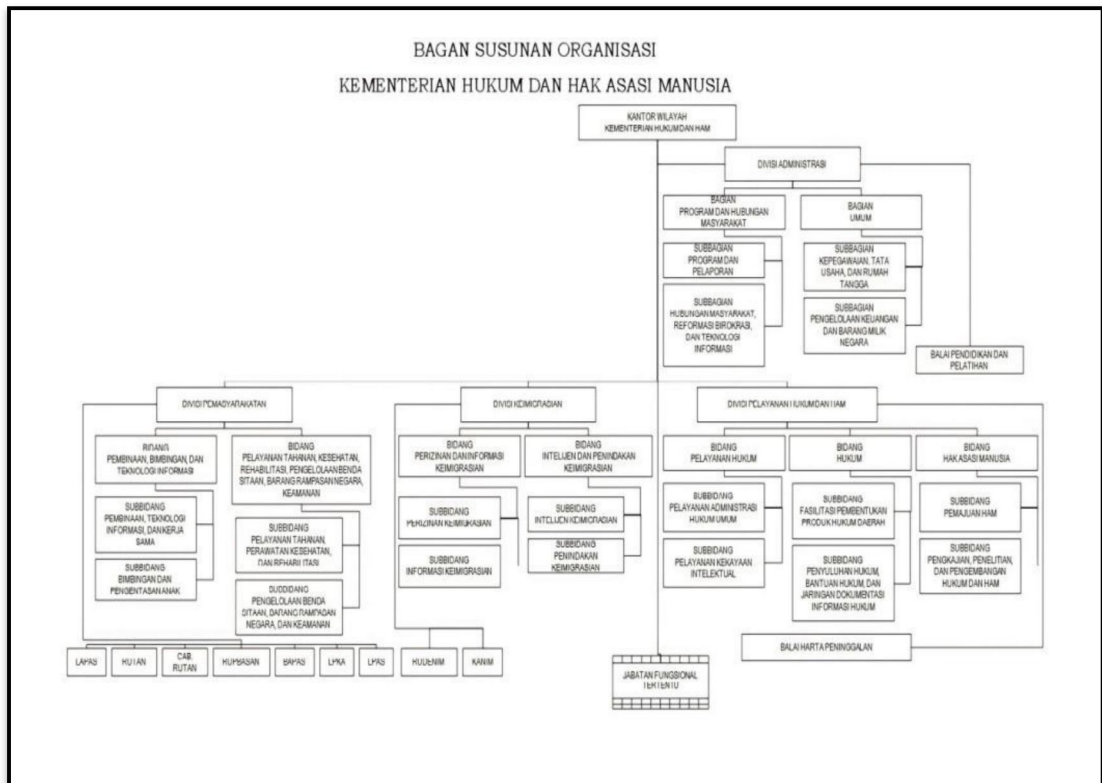 BAGAN SUSUNAN ORGANISASI
KEMENTERIAN HUKUM DAN HAK ASASI MANUSIA
KANTOR WILAYAH
KEMENTERIAN HUKUM DAN HAM
DIVISI ADMINISTRASI
BAGIAN
PROGRAM DAN HUBUNGAN
MASYARAKAT
BAGIAN
UMUM
SUBBAGIAN
PROGRAM DAN
PELAPORAN
SUBBAGIAN
KEPEGAWAIAN, TATA
USAHA, DAN RUMAH
TANGGA
SUBBAGIAN
HUBUNGAN MASYARAKAT,
REFORMASI BIROKRASI,
DAN TEKNOLOGI
INFORMASI
SUBBAGIAN
PENGELOLAAN KEUANGAN
DAN BARANG MILIK
NEGARA
BALAI PENDIDIKAN DAN
PELATIHAN
DIVISI PEMASYARAKATAN
DIVISI KEIMIGRASIAN
DIVISI PELAYANAN HUKUM DAN HAM
BIDANG
PEMBINAAN, BIMBINGAN, DAN
TEKNOLOGI INFORMASI
BIDANG
PELAYANAN TAHANAN, KESEHATAN,
REHABILITASI, PENGELOLAAN BENDA
SITAAN, BARANG RAMPASAN NEGARA,
KEAMANAN
BIDANG
PERIZINAN DAN INFORMASI
KEIMIGRASIAN
BIDANG
INTELIJEN DAN PENINDAKAN
KEIMIGRASIAN
BIDANG
PELAYANAN HUKUM
BIDANG
HUKUM
BIDANG
HAK ASASI MANUSIA
SUBBIDANG
PEMBINAAN, TEKNOLOGI
INFORMASI, DAN KERJA
SAMA
SUBBIDANG
PELAYANAN TAHANAN,
PERAWATAN KESEHATAN,
DAN REHABILITASI
SUBBIDANG
PERIZINAN KEIMIGRASIAN
SUBBIDANG
INTELIJEN KEIMIGRASIAN
SUBBIDANG
PELAYANAN ADMINISTRASI
HUKUM UMUM
SUBBIDANG
FASILITASI PEMBENTUKAN
PRODUK HUKUM DAERAH
SUBBIDANG
PEMAJUAN HAM
SUBBIDANG
BIMBINGAN DAN
PENGENTASAN ANAK
SUBBIDANG
PENGELOLAAN BENDA
SITAAN, BARANG RAMPASAN
NEGARA, DAN KEAMANAN
SUBBIDANG
INFORMASI KEIMIGRASIAN
SUBBIDANG
PENINDAKAN
KEIMIGRASIAN
SUBBIDANG
PELAYANAN KEKAYAAN
INTELEKTUAL
SUBBIDANG
PENYULUHAN HUKUM,
BANTUAN HUKUM, DAN
JARINGAN DOKUMENTASI
INFORMASI HUKUM
SUBBIDANG
PENGKAJIAN, PENELITIAN,
DAN PENGEMBANGAN
HUKUM DAN HAM
BALAI HARTA PENINGGALAN
LAPAS
RUTAN
CAB.
RUTAN
RUPBASAN
BAPAS
LPKA
LPAS
RUDENIM
KANIM
JABATAN FUNGSIONAL
TERTENTU